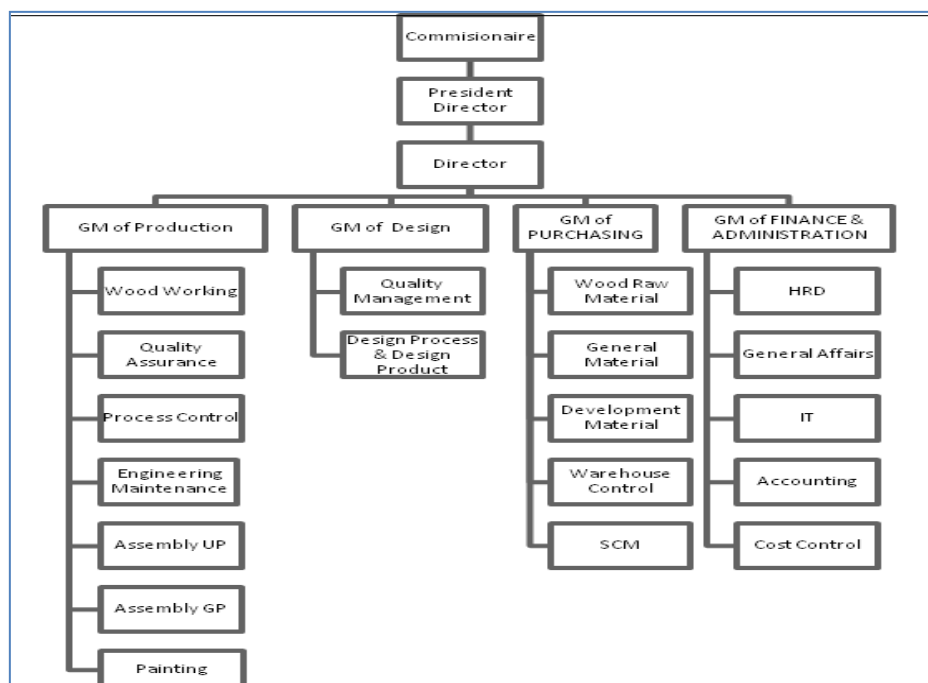 Commisionaire
President
Director
Director
GM of Production
Wood Working
Quality
Assurance
Process Control
Engineering
Maintenance
Assembly UP
Assembly GP
Painting
GM of Design
Quality
Management
Design Process
& Design
Product
GM of
PURCHASING
Wood Raw
Material
General
Material
Development
Material
Warehouse
Control
SCM
GM of FINANCE &
ADMINISTRATION
HRD
General Affairs
IT
Accounting
Cost Control